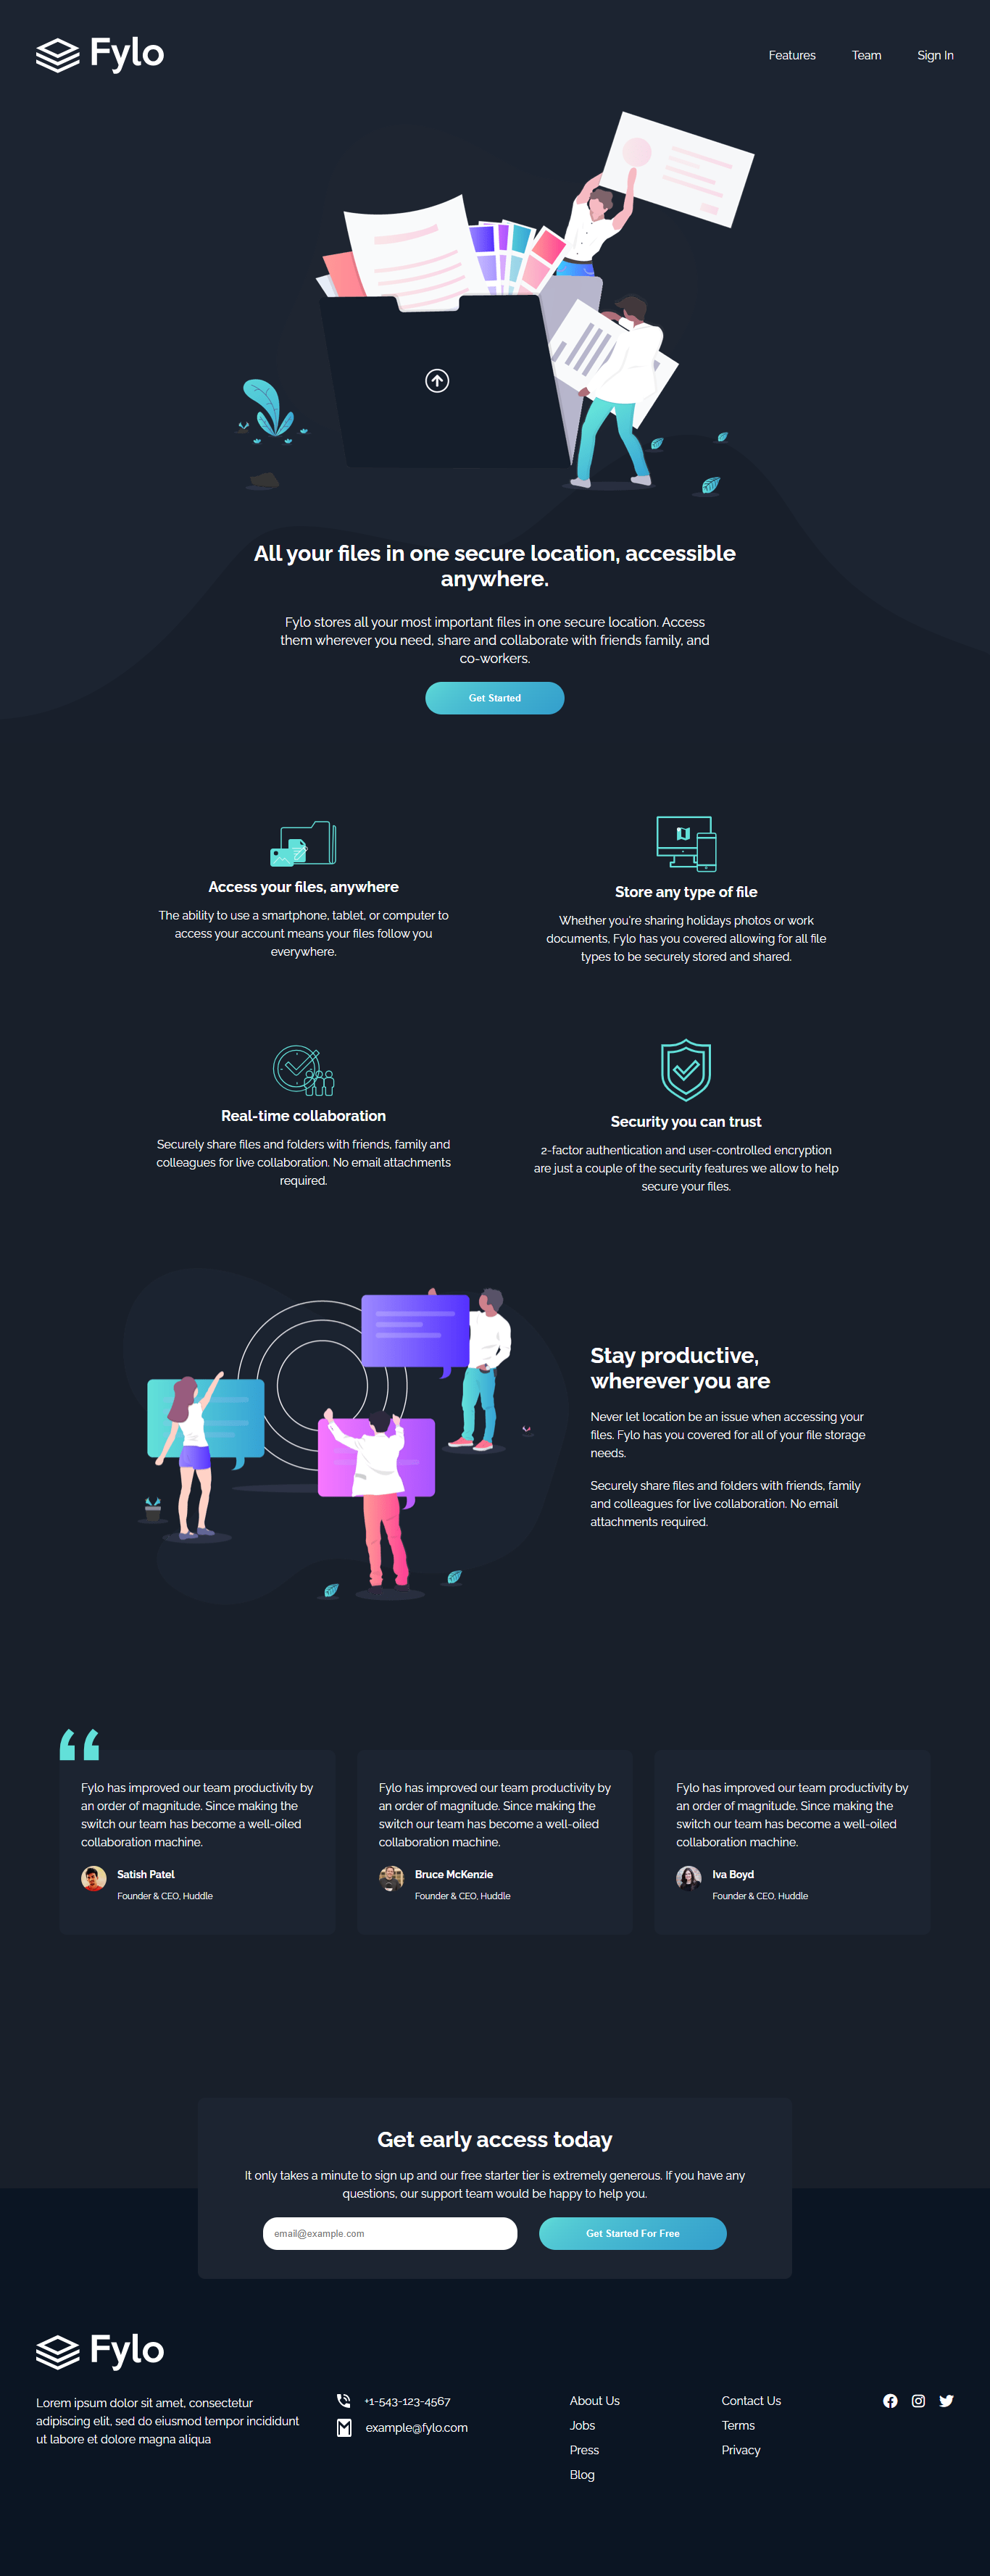 Fylo
Features
Team
Sign In
All your files in one secure location, accessible
anywhere.
Fylo stores all your most important files in one secure location. Access
them wherever you need, share and collaborate with friends family, and
co-workers.
Get Started
Access your files, anywhere
The ability to use a smartphone, tablet, or computer to
access your account means your files follow you
everywhere.
Store any type of file
Whether you're sharing holidays photos or work
documents, Fylo has you covered allowing for all file
types to be securely stored and shared.
Real-time collaboration
Securely share files and folders with friends, family and
colleagues for live collaboration. No email attachments
required.
Security you can trust
2-factor authentication and user-controlled encryption
are just a couple of the security features we allow to help
secure your files.
Stay productive,
wherever you are
Never let location be an issue when accessing your
files. Fylo has you covered for all of your file storage
needs.
Securely share files and folders with friends, family
and colleagues for live collaboration. No email
attachments required.
Fylo has improved our team productivity by
an order of magnitude. Since making the
switch our team has become a well-oiled
collaboration machine.
Satish Patel
Founder & CEO, Huddle
Fylo has improved our team productivity by
an order of magnitude. Since making the
switch our team has become a well-oiled
collaboration machine.
Bruce McKenzie
Founder & CEO, Huddle
Fylo has improved our team productivity by
an order of magnitude. Since making the
switch our team has become a well-oiled
collaboration machine.
Iva Boyd
Founder & CEO, Huddle
Get early access today
It only takes a minute to sign up and our free starter tier is extremely generous. If you have any
questions, our support team would be happy to help you.
email@example.com
Get Started For Free
Fylo
Lorem ipsum dolor sit amet, consectetur
adipiscing elit, sed do eiusmod tempor incididunt
ut labore et dolore magna aliqua
+1-543-123-4567
example@fylo.com
About Us
Jobs
Press
Blog
Contact Us
Terms
Privacy